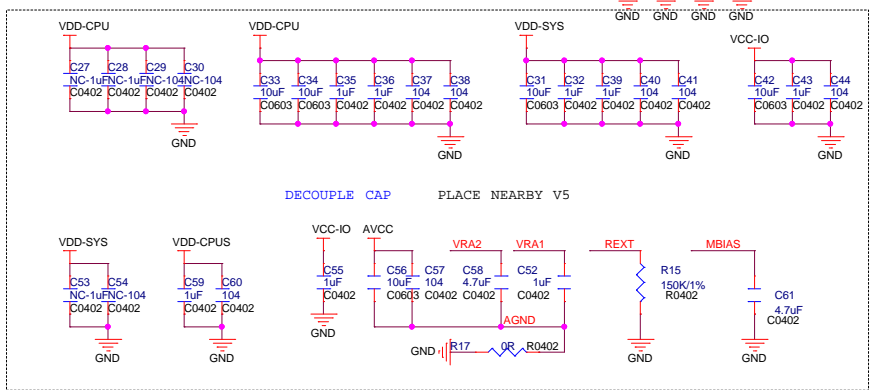 GND GND GND GND
VDD-CPU VDD-CPU VDD-SYS
VCC-IO
C27 C28 C29 C30
NC-1uF NC-1uF NC-104 NC-104
C0402 C0402 C0402 C0402
GND
C33 C34 C35 C36 C37 C38
10uF 10uF 1uF 1uF 104 104
C0603 C0603 C0402 C0402 C0402 C0402
GND
C31 C32 C39 C40 C41
10uF 1uF 1uF 104 104
C0603 C0402 C0402 C0402 C0402
GND
C42 C43 C44
10uF 1uF 104
C0603 C0402 C0402
GND
DECOUPLE CAP PLACE NEARBY V5
VDD-SYS VDD-CPUS VCC-IO AVCC VRA2 VRA1 REXT MBIAS
C53 C54
NC-1uF NC-104
C0402 C0402
GND
C59 C60
1uF 104
C0402 C0402
GND
C55
1uF
C0402
GND
C56 C57 C58 C52
10uF 104 4.7uF 1uF
C0603 C0402 C0402 C0402
AGND
GND R17 0R R0402
R15
150K/1%
R0402
GND
C61
4.7uF
C0402
GND